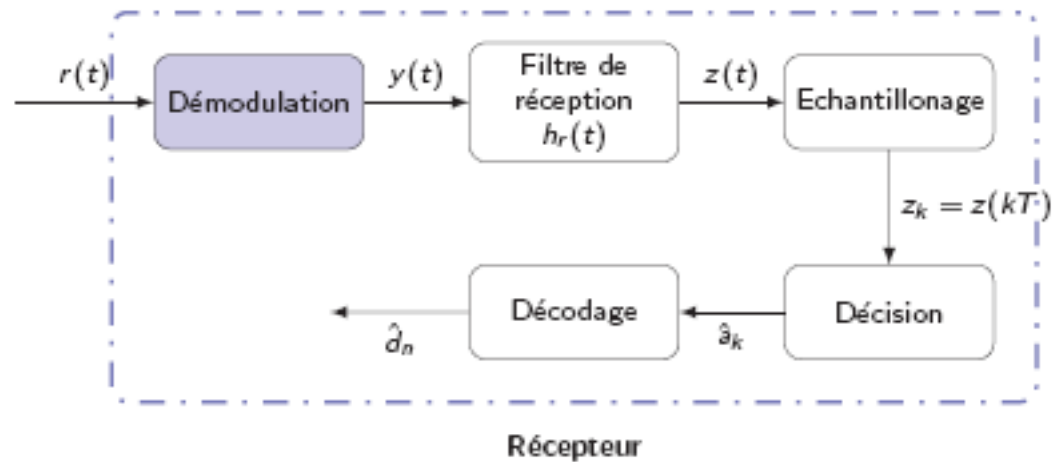 r(t)
Démodulation
y(t)
Filtre de
réception
h_r(t)
z(t)
Echantillonage
z_k = z(kT)
Décision
â_k
Décodage
d̂_n
Récepteur